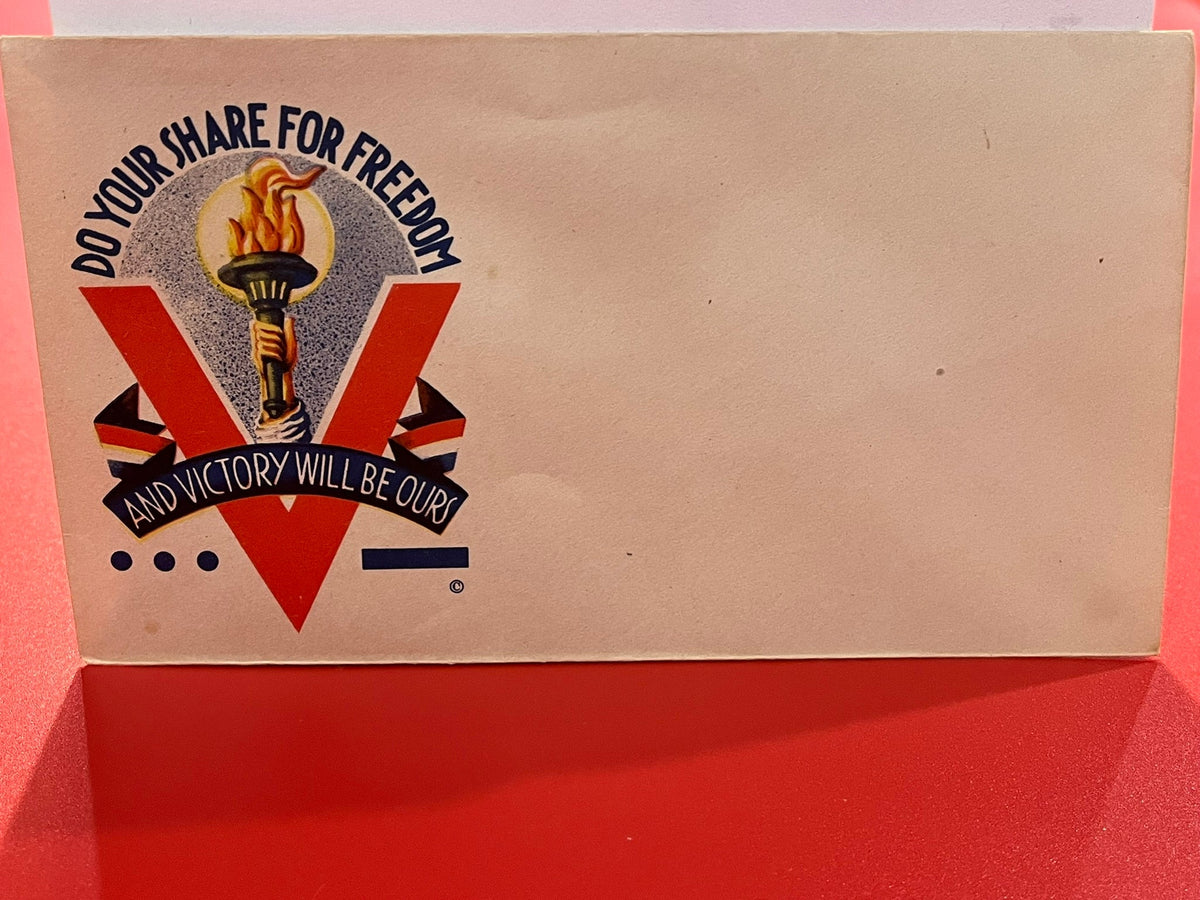 DO YOUR SHARE FOR FREEDOM
V
AND VICTORY WILL BE OURS
©